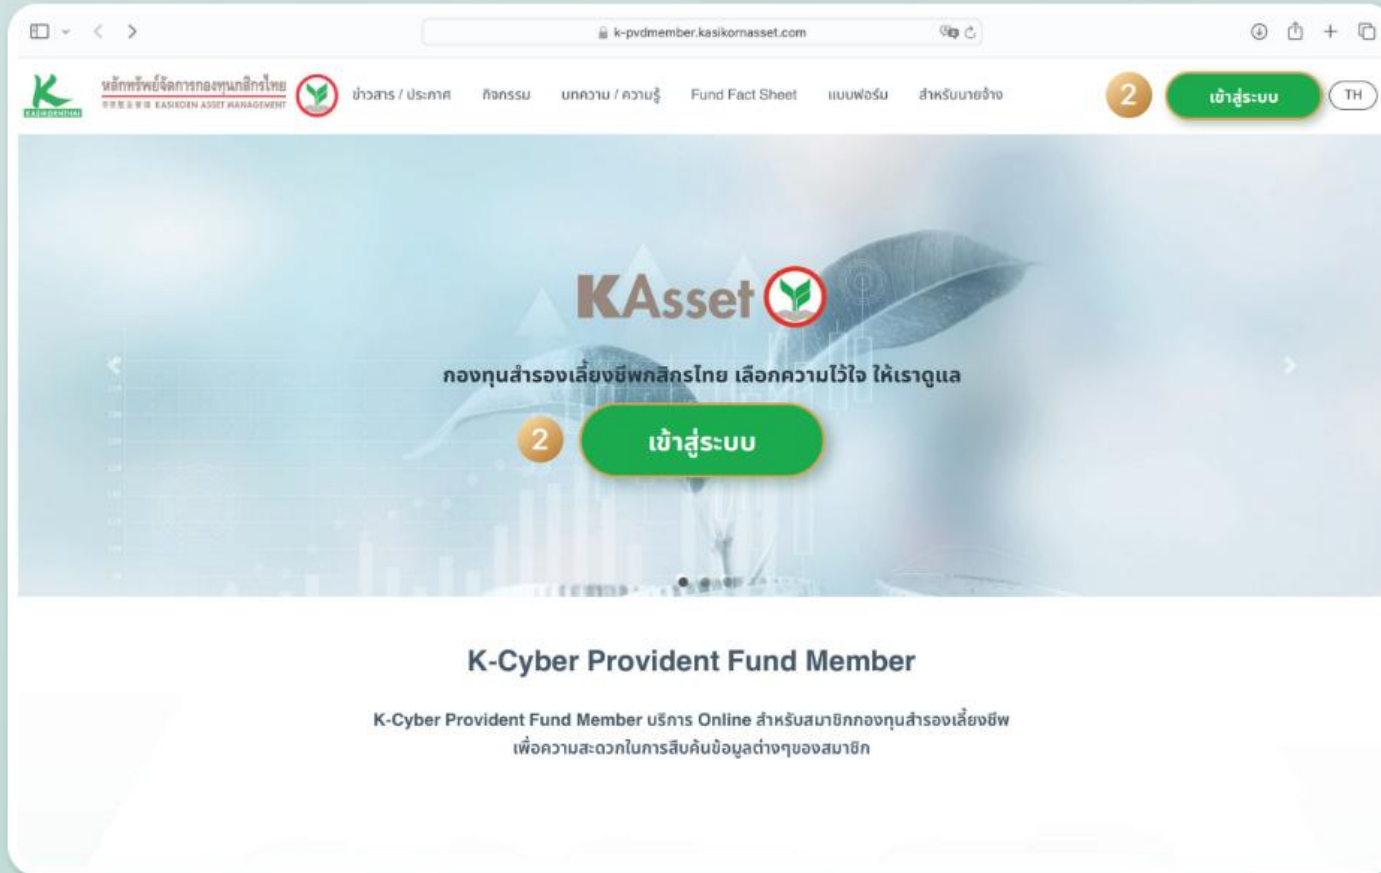 k-pvdmember.kasikornasset.com
KASIKORNTHAI
หลักทรัพย์จัดการกองทุนกสิกรไทย
KASIKORN ASSET MANAGEMENT
ข่าวสาร / ประกาศ
กิจกรรม
บทความ / ความรู้
Fund Fact Sheet
แบบฟอร์ม
สำหรับนายจ้าง
2
เข้าสู่ระบบ
TH
KAsset
กองทุนสำรองเลี้ยงชีพกสิกรไทย เลือกความไว้ใจ ให้เราดูแล
2
เข้าสู่ระบบ
K-Cyber Provident Fund Member
K-Cyber Provident Fund Member บริการ Online สำหรับสมาชิกกองทุนสำรองเลี้ยงชีพ
เพื่อความสะดวกในการสืบค้นข้อมูลต่างๆของสมาชิก